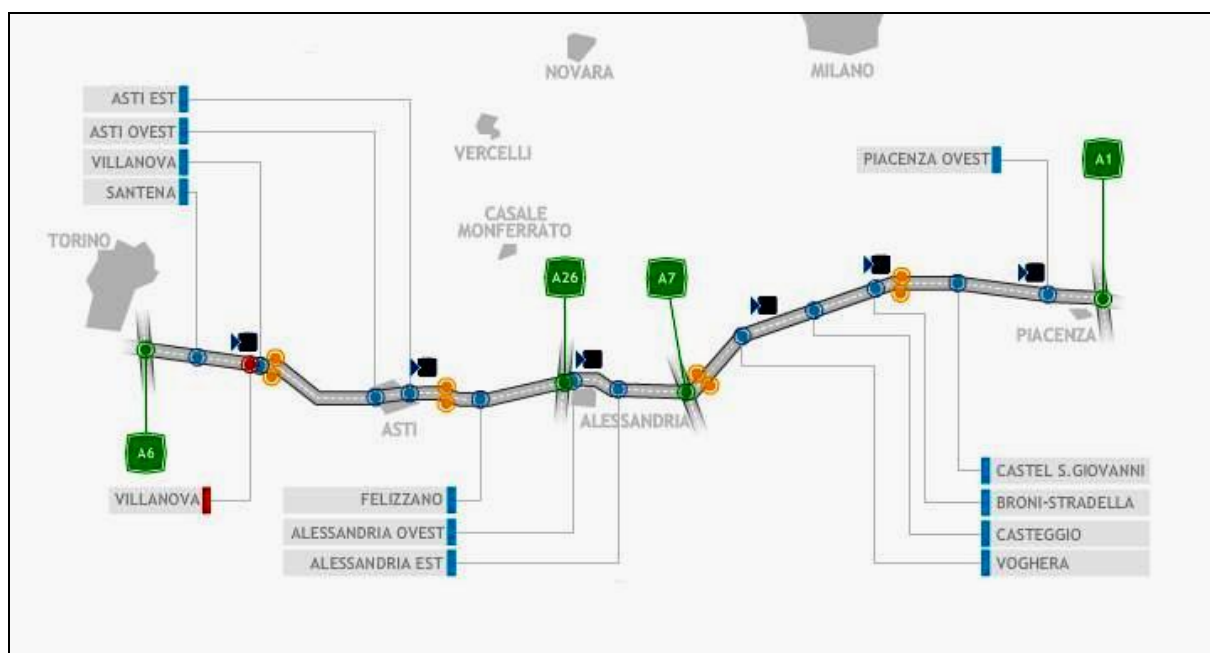 NOVARA
MILANO
ASTI EST
ASTI OVEST
VILLANOVA
SANTENA
VERCELLI
PIACENZA OVEST
A1
CASALE
MONFERRATO
TORINO
A26
A7
PIACENZA
ASTI
ALESSANDRIA
A6
VILLANOVA
FELIZZANO
ALESSANDRIA OVEST
ALESSANDRIA EST
CASTEL S.GIOVANNI
BRONI-STRADELLA
CASTEGGIO
VOGHERA